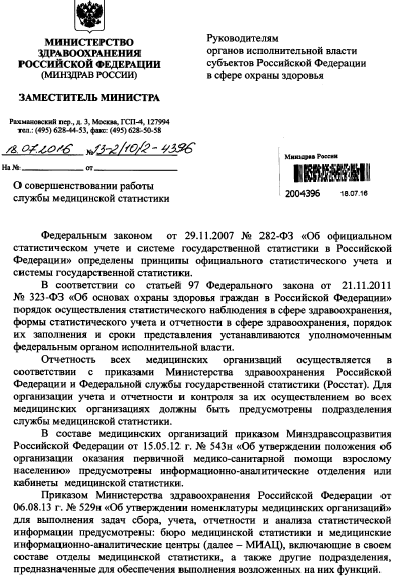 МИНИСТЕРСТВО
ЗДРАВООХРАНЕНИЯ
РОССИЙСКОЙ ФЕДЕРАЦИИ
(МИНЗДРАВ РОССИИ)
ЗАМЕСТИТЕЛЬ МИНИСТРА
Рахмановский пер., д. 3, Москва, ГСП-4, 127994
тел.: (495) 628-44-53, факс: (495) 628-50-58
18.07.2016 № 13-2/10/2-4396
На № от
Руководителям
органов исполнительной власти
субъектов Российской Федерации
в сфере охраны здоровья
Минздрав России
2004396 18.07.16
О совершенствовании работы
службы медицинской статистики
Федеральным законом от 29.11.2007 № 282-ФЗ «Об официальном
статистическом учете и системе государственной статистики в Российской
Федерации» определены принципы официального статистического учета и
системы государственной статистики.
В соответствии со статьей 97 Федерального закона от 21.11.2011
№ 323-ФЗ «Об основах охраны здоровья граждан в Российской Федерации»
порядок осуществления статистического наблюдения в сфере здравоохранения,
формы статистического учета и отчетности в сфере здравоохранения, порядок
их заполнения и сроки представления устанавливаются уполномоченным
федеральным органом исполнительной власти.
Отчетность всех медицинских организаций осуществляется в
соответствии с приказами Министерства здравоохранения Российской
Федерации и Федеральной службы государственной статистики (Росстат). Для
организации учета и отчетности и контроля за их осуществлением во всех
медицинских организациях должны быть предусмотрены подразделения
службы медицинской статистики.
В составе медицинских организаций приказом Минздравсоцразвития
Российской Федерации от 15.05.12 г. № 543н «Об утверждении положения об
организации оказания первичной медико-санитарной помощи взрослому
населению» предусмотрены информационно-аналитические отделения или
кабинеты медицинской статистики.
Приказом Министерства здравоохранения Российской Федерации от
06.08.13 г. № 529н «Об утверждении номенклатуры медицинских организаций»
для выполнения задач сбора, учета, отчетности и анализа статистической
информации предусмотрены: бюро медицинской статистики и медицинские
информационно-аналитические центры (далее – МИАЦ), включающие в своем
составе отделы медицинской статистики, а также другие подразделения,
предназначенные для обеспечения выполнения возложенных на них функций.